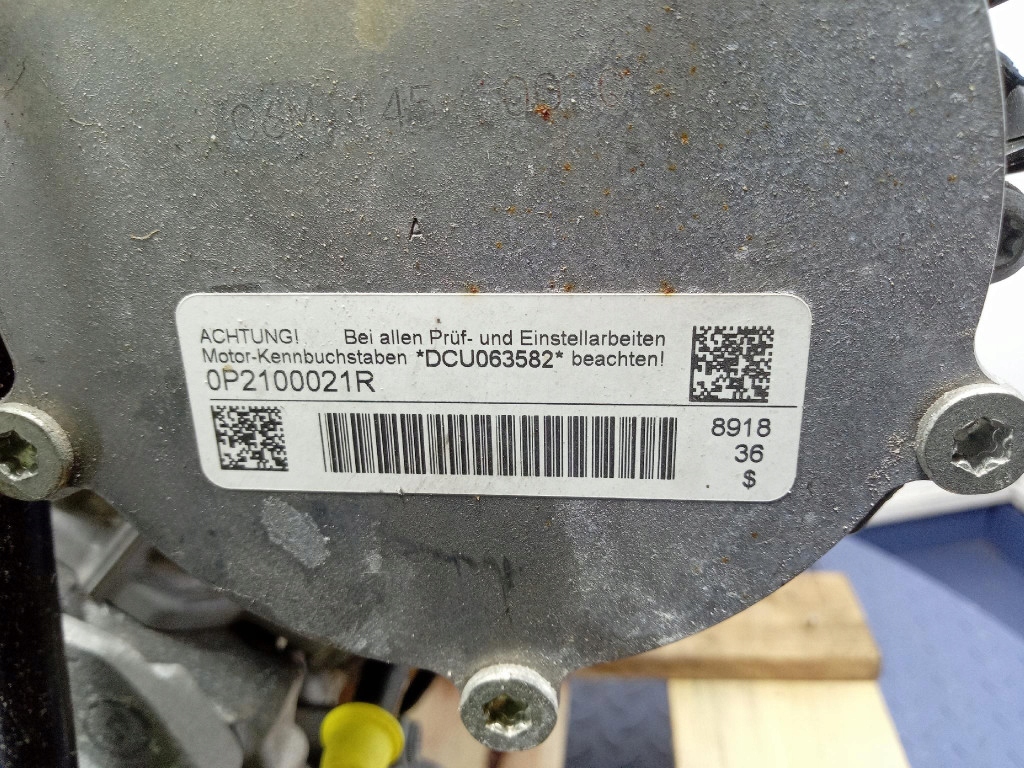 A
ACHTUNG! Bei allen Prüf- und Einstellarbeiten
Motor-Kennbuchstaben *DCU063582* beachten!
0P2100021R
8918
36
$